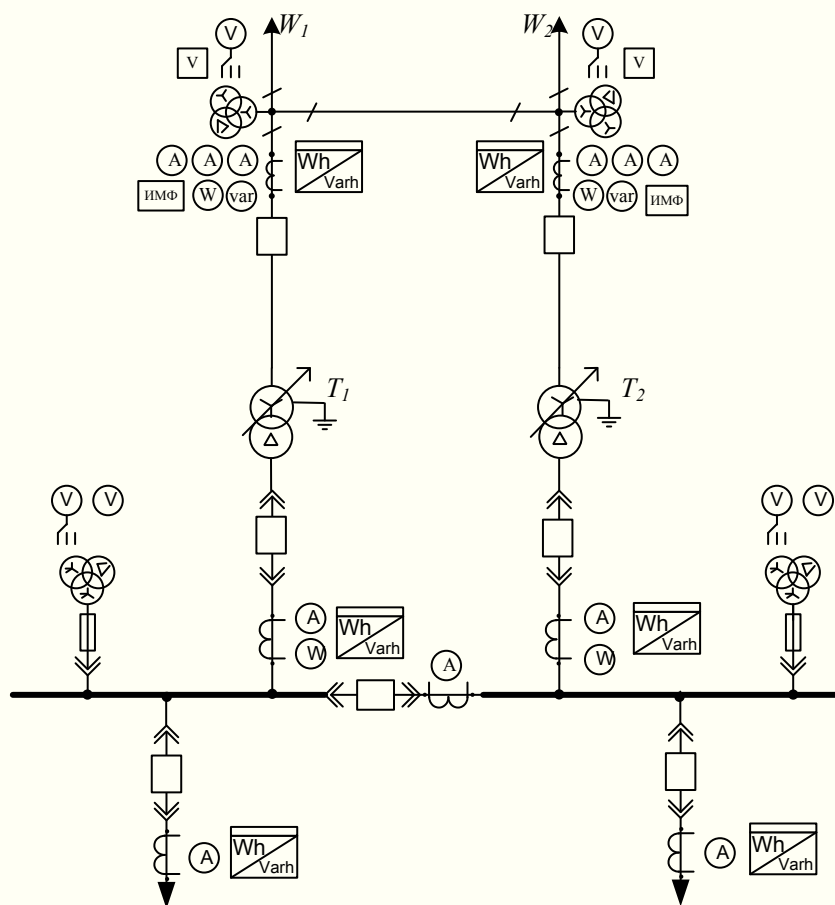 W1 W2
V V
V V
A A A Wh Varh Wh Varh A A A
ИМФ W var W var ИМФ
T1 T2
V V V V
A Wh Varh A Wh Varh
W W
A
A Wh Varh A Wh Varh